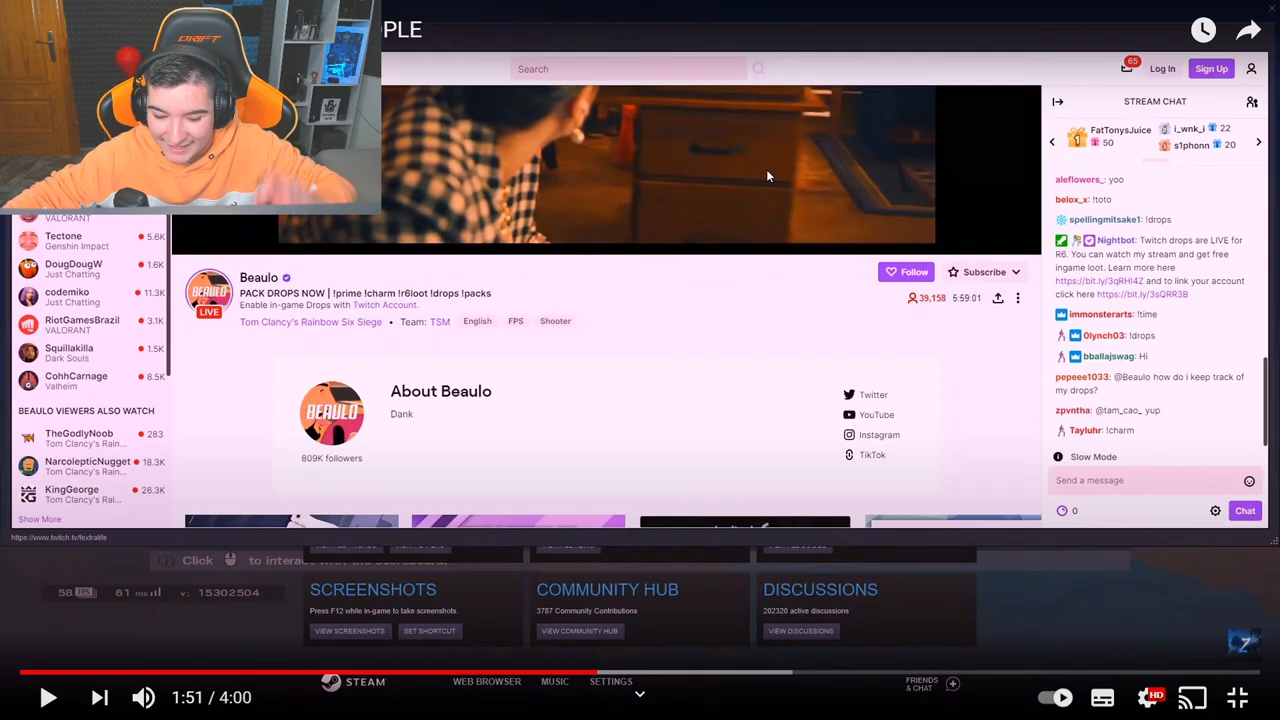 OPLE
DRIFT
Search
65
Log In
Sign Up
STREAM CHAT
FatTonysJuice
50
i_wnk_i 22
s1phonn 20
VALORANT
Tectone 5.6K
Genshin Impact
DougDougW 1.6K
Just Chatting
codemiko 11.3K
Just Chatting
RiotGamesBrazil 3.1K
VALORANT
Squillakilla 1.5K
Dark Souls
CohhCarnage 8.5K
Valheim
BEAULO VIEWERS ALSO WATCH
TheGodlyNoob 283
Tom Clancy's Rain...
NarcolepticNugget 18.3K
Tom Clancy's Rain...
KingGeorge 26.3K
Tom Clancy's Rai...
Show More
https://www.twitch.tv/fextralife
BEAULO
LIVE
Beaulo
PACK DROPS NOW | !prime !charm !r6loot !drops !packs
Enable in-game Drops with Twitch Account.
Tom Clancy's Rainbow Six Siege • Team: TSM English FPS Shooter
Follow
Subscribe
39,158 5:59:01
BEAULO
809K followers
About Beaulo
Dank
Twitter
YouTube
Instagram
TikTok
aleflowers_: yoo
belox_x: !toto
spellingmitsake1: !drops
Nightbot: Twitch drops are LIVE for
R6. You can watch my stream and get free
ingame loot. Learn more here
https://bit.ly/3qRHI4Z and to link your account
click here https://bit.ly/3sQRR3B
immonsterarts: !time
0lynch03: !drops
bballajswag: Hi
pepeee1033: @Beaulo how do i keep track of
my drops?
zpvntha: @tam_cao_ yup
Tayluhr: !charm
Slow Mode
Send a message
0
Chat
Click to interact
58 FPS 61 ms v: 15302504
SCREENSHOTS
Press F12 while in-game to take screenshots.
VIEW SCREENSHOTS SET SHORTCUT
COMMUNITY HUB
3787 Community Contributions
VIEW COMMUNITY HUB
DISCUSSIONS
202320 active discussions
VIEW DISCUSSIONS
STEAM
WEB BROWSER MUSIC SETTINGS
FRIENDS
& CHAT
1:51 / 4:00
HD